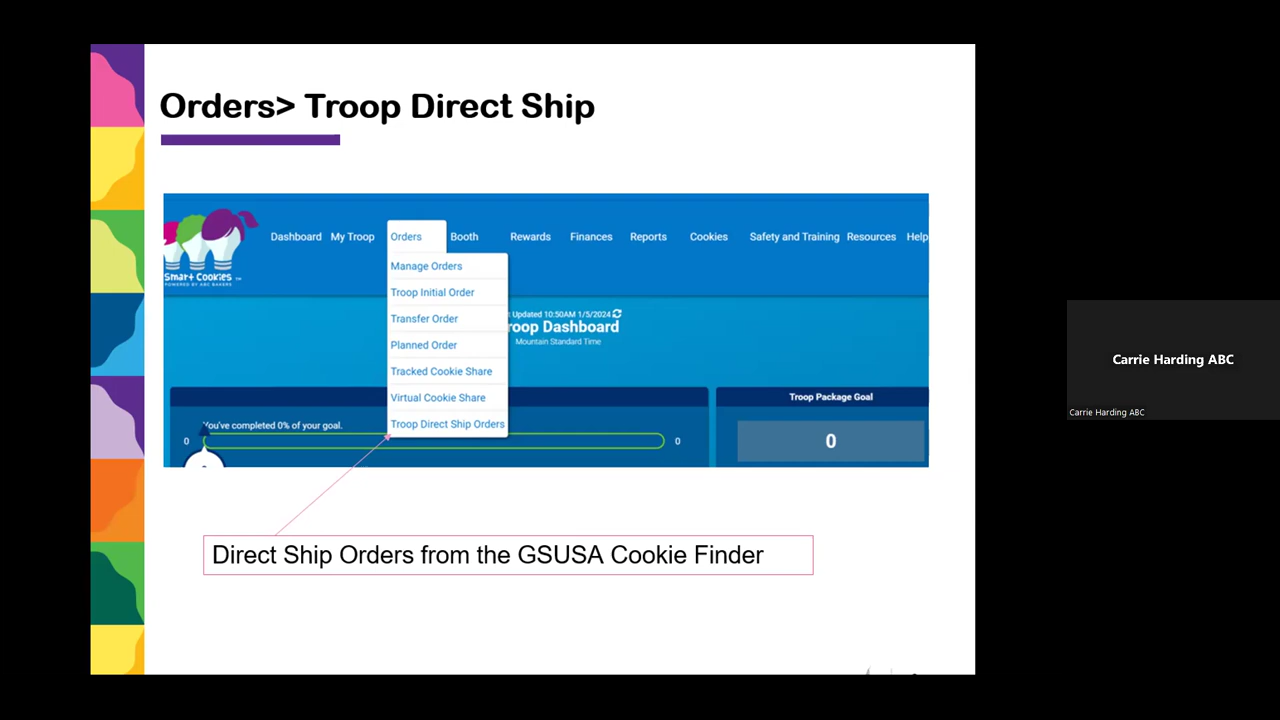 Orders> Troop Direct Ship
Smart Cookies
POWERED BY ABC BAKERS
Dashboard My Troop Orders Booth Rewards Finances Reports Cookies Safety and Training Resources Help
Manage Orders
Troop Initial Order
Transfer Order
Planned Order
Tracked Cookie Share
Virtual Cookie Share
Troop Direct Ship Orders
t Updated 10:50AM 1/5/2024
roop Dashboard
Mountain Standard Time
You've completed 0% of your goal.
0 0
Troop Package Goal
0
Direct Ship Orders from the GSUSA Cookie Finder
Carrie Harding ABC
Carrie Harding ABC